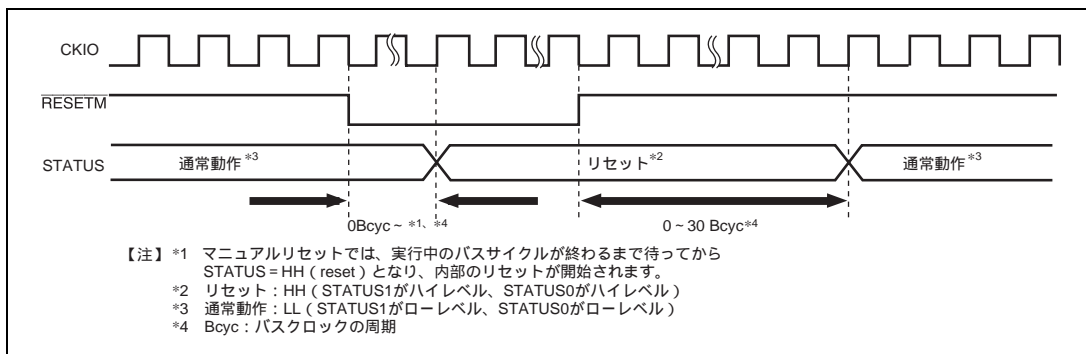 CKIO
RESETM
STATUS
通常動作*3
リセット*2
通常動作*3
0Bcyc~ *1、*4
0~30 Bcyc*4
【注】*1 マニュアルリセットでは、実行中のバスサイクルが終わるまで待ってから
STATUS=HH(reset)となり、内部のリセットが開始されます。
*2 リセット:HH(STATUS1がハイレベル、STATUS0がハイレベル)
*3 通常動作:LL(STATUS1がローレベル、STATUS0がローレベル)
*4 Bcyc:バスクロックの周期